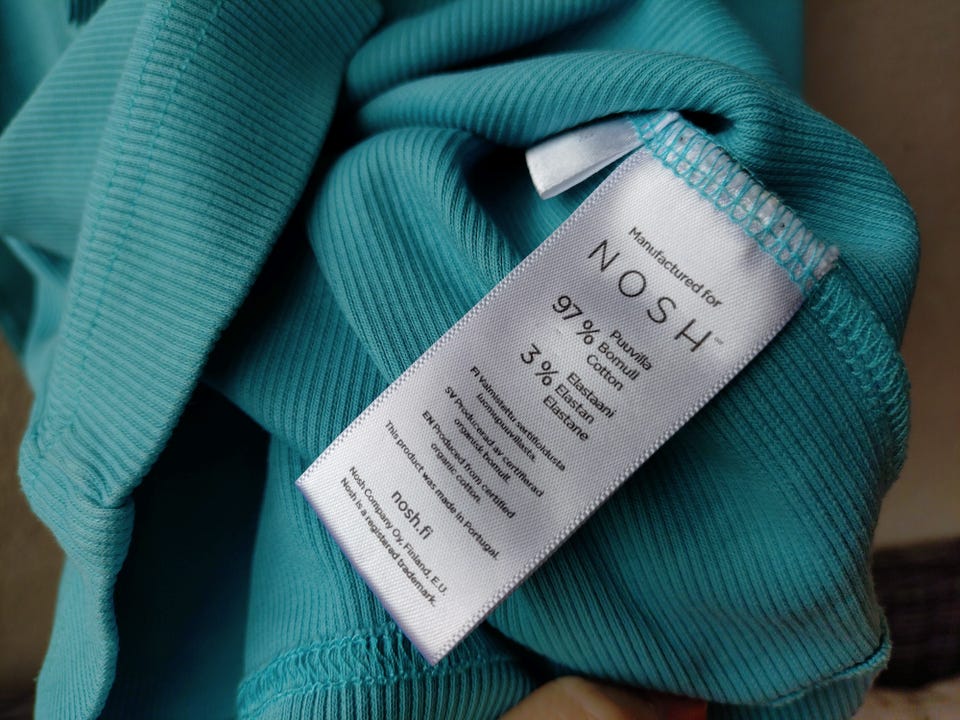 Manufactured for
NOSH™
97 % Puuvilla
Bomull
Cotton
3 % Elastaani
Elastan
Elastane
FI Valmistettu sertifioidusta
luomupuuvillasta.
SV Producerad av certifierad
organisk bomull.
EN Produced from certified
organic cotton.
This product was made in Portugal.
nosh.fi
Nosh Company Oy, Finland, E.U.
Nosh is a registered trademark.